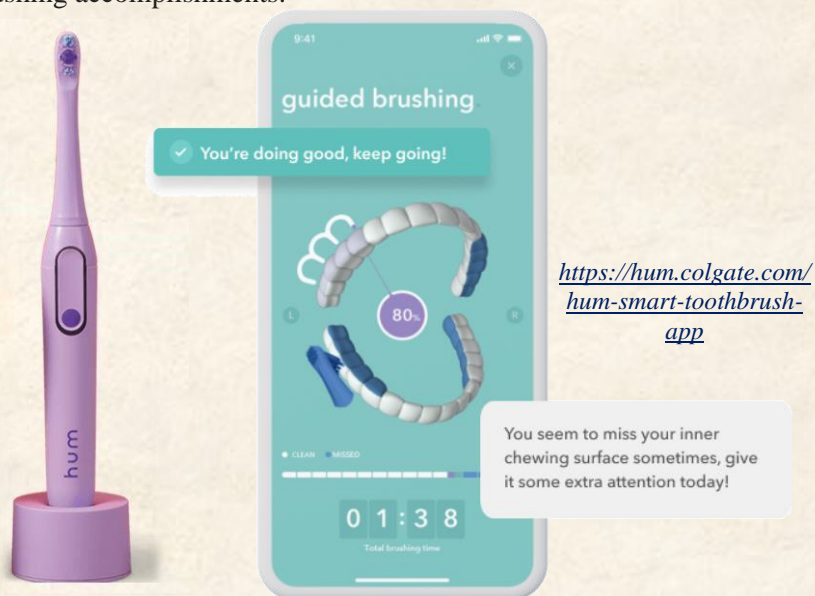 shing accomplishments.
9:41
guided brushing
You're doing good, keep going!
80%
L
R
CLEAN MISSED
01:38
Total brushing time
hum
https://hum.colgate.com/
hum-smart-toothbrush-
app
You seem to miss your inner
chewing surface sometimes, give
it some extra attention today!